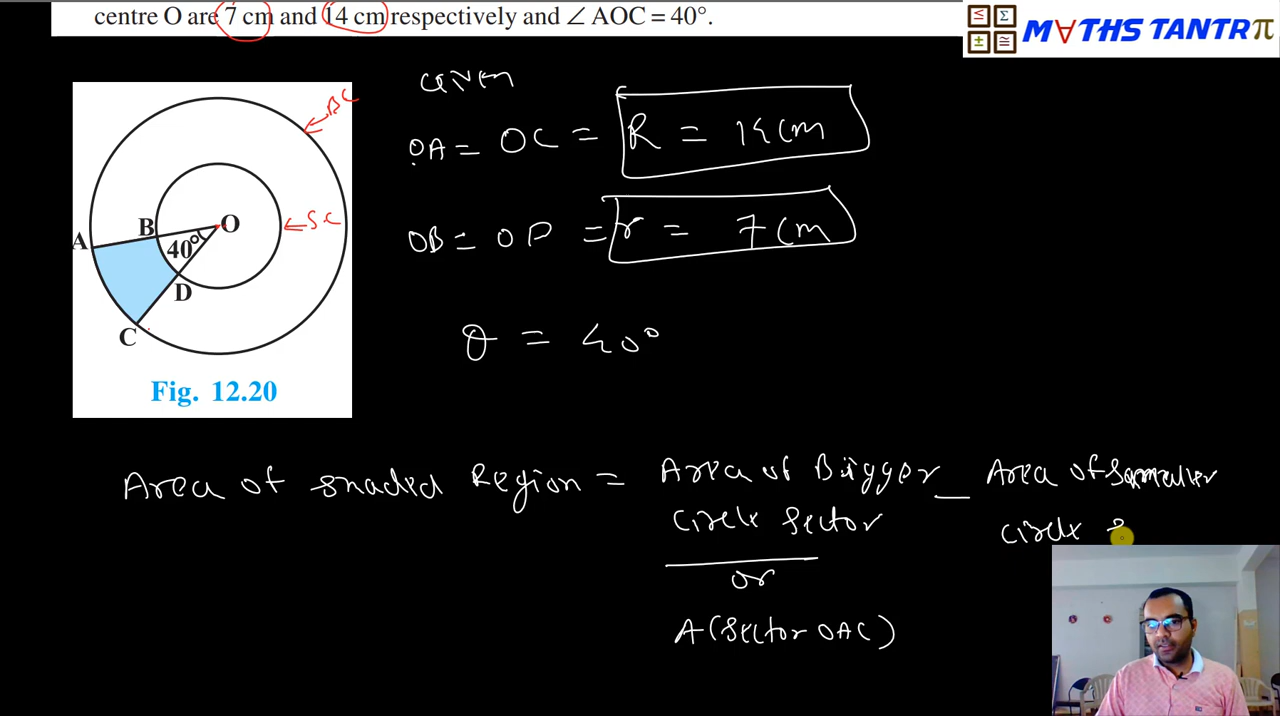 centre O are 7 cm and 14 cm respectively and ∠ AOC = 40°.
MATHS TANTRπ
≤ Σ
± ≅
Given
BC
OA = OC = R = 14 cm
A B O SC
40°
OB = OD = r = 7 cm
D
C
θ = 40°
Fig. 12.20
Area of shaded Region = Area of Bigger – Area of Smaller
Circle Sector Circle
or
A(Sector OAC)